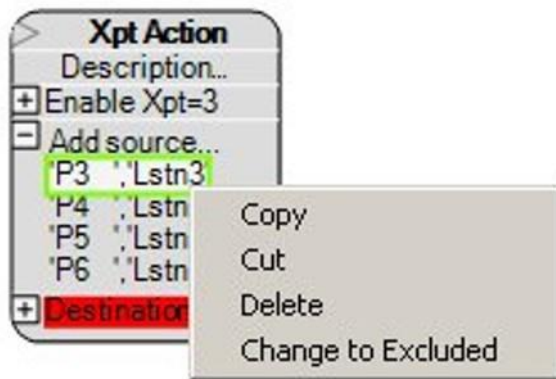 Xpt Action
Description...
Enable Xpt=3
Add source...
'P3 ','Lstn3'
'P4 ','Lstn
'P5 ','Lstn
'P6 ','Lstn
Destination
Copy
Cut
Delete
Change to Excluded